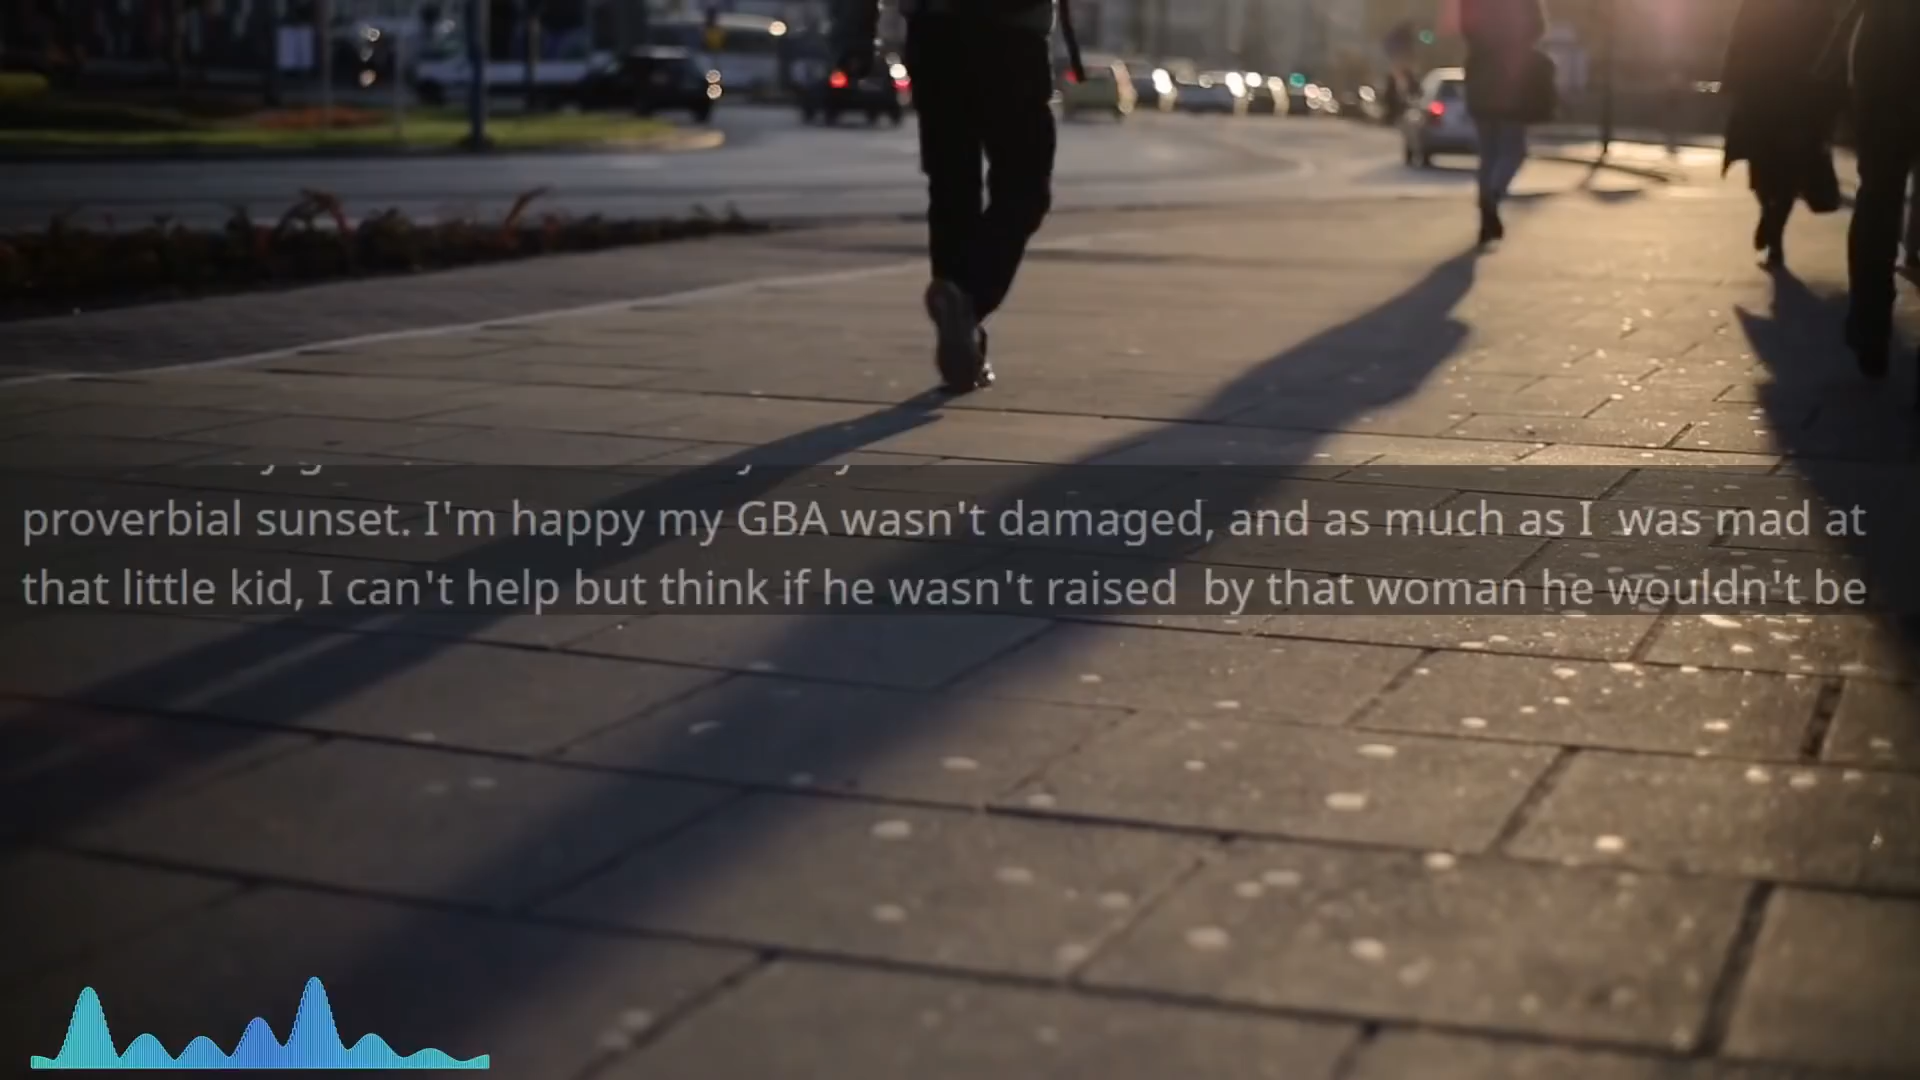 proverbial sunset. I'm happy my GBA wasn't damaged, and as much as I  was mad at
that little kid, I can't help but think if he wasn't raised  by that woman he wouldn't be